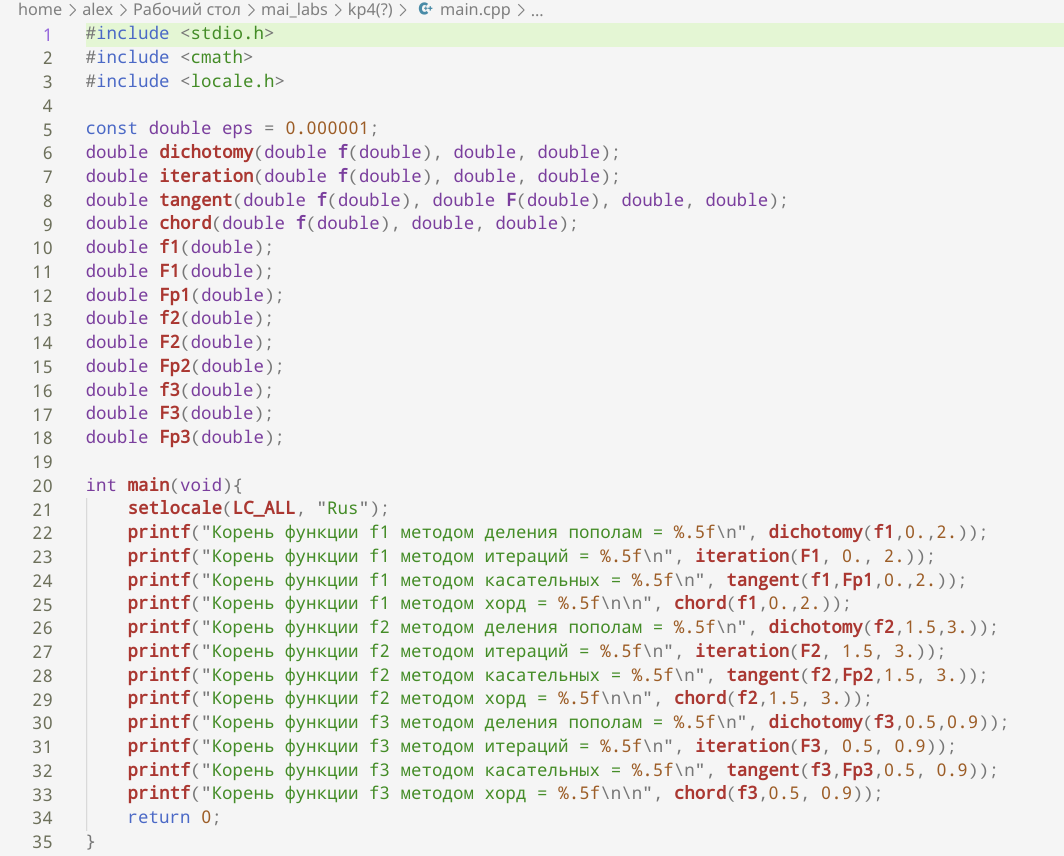 home > alex > Рабочий стол > mai_labs > kp4(?) > main.cpp > ...
1 #include <stdio.h>
2 #include <cmath>
3 #include <locale.h>
4
5 const double eps = 0.000001;
6 double dichotomy(double f(double), double, double);
7 double iteration(double f(double), double, double);
8 double tangent(double f(double), double F(double), double, double);
9 double chord(double f(double), double, double);
10 double f1(double);
11 double F1(double);
12 double Fp1(double);
13 double f2(double);
14 double F2(double);
15 double Fp2(double);
16 double f3(double);
17 double F3(double);
18 double Fp3(double);
19
20 int main(void){
21     setlocale(LC_ALL, "Rus");
22     printf("Корень функции f1 методом деления пополам = %.5f\n", dichotomy(f1,0.,2.));
23     printf("Корень функции f1 методом итераций = %.5f\n", iteration(F1, 0., 2.));
24     printf("Корень функции f1 методом касательных = %.5f\n", tangent(f1,Fp1,0.,2.));
25     printf("Корень функции f1 методом хорд = %.5f\n\n", chord(f1,0.,2.));
26     printf("Корень функции f2 методом деления пополам = %.5f\n", dichotomy(f2,1.5,3.));
27     printf("Корень функции f2 методом итераций = %.5f\n", iteration(F2, 1.5, 3.));
28     printf("Корень функции f2 методом касательных = %.5f\n", tangent(f2,Fp2,1.5, 3.));
29     printf("Корень функции f2 методом хорд = %.5f\n\n", chord(f2,1.5, 3.));
30     printf("Корень функции f3 методом деления пополам = %.5f\n", dichotomy(f3,0.5,0.9));
31     printf("Корень функции f3 методом итераций = %.5f\n", iteration(F3, 0.5, 0.9));
32     printf("Корень функции f3 методом касательных = %.5f\n", tangent(f3,Fp3,0.5, 0.9));
33     printf("Корень функции f3 методом хорд = %.5f\n\n", chord(f3,0.5, 0.9));
34     return 0;
35 }